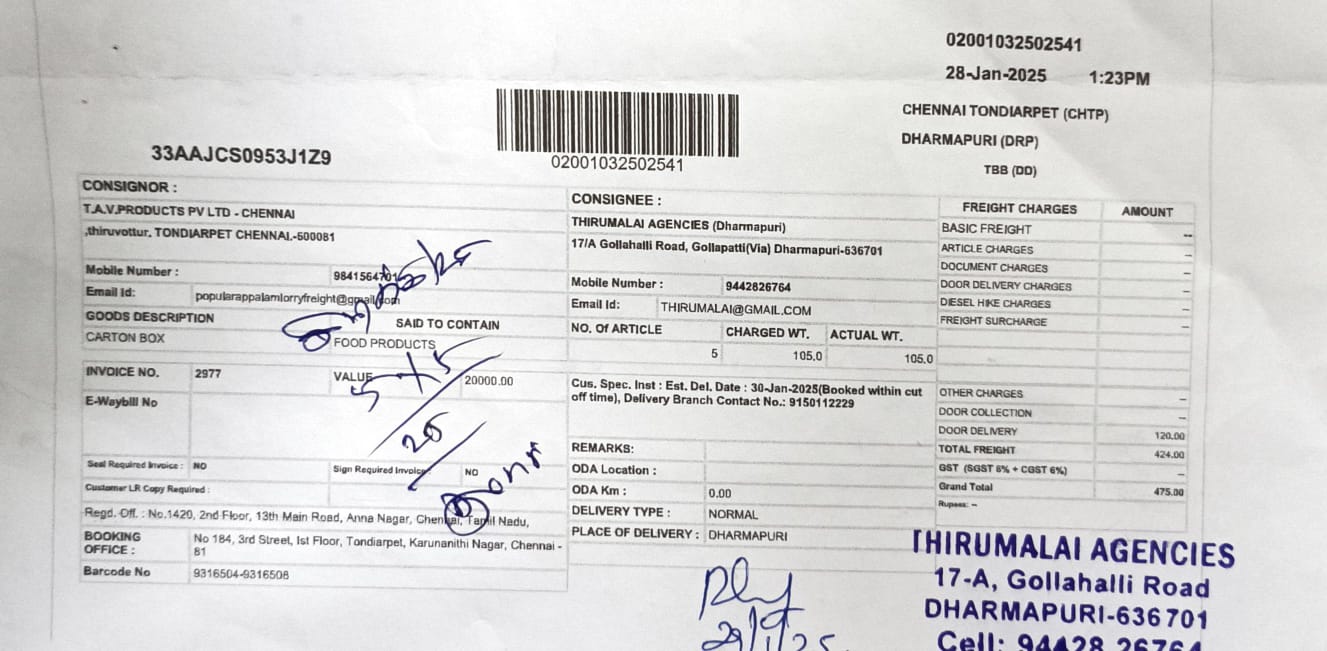 02001032502541
28-Jan-2025 1:23PM
CHENNAI TONDIARPET (CHTP)
DHARMAPURI (DRP)
TBB (DD)
02001032502541
33AAJCS0953J1Z9
CONSIGNOR :
T.A.V.PRODUCTS PV LTD - CHENNAI
,thiruvottur, TONDIARPET CHENNAI.-600081
Mobile Number : 9841564701
Email Id: popularappalamlorryfreight@gmail.com
GOODS DESCRIPTION SAID TO CONTAIN
CARTON BOX FOOD PRODUCTS
INVOICE NO. 2977 VALUE 20000.00
E-Waybill No
5 X 5
25
Seal Required Invoice : NO Sign Required Invoice : NO
Customer LR Copy Required :
Regd. Off. : No.1420, 2nd Floor, 13th Main Road, Anna Nagar, Chennai, Tamil Nadu,
BOOKING OFFICE : No 184, 3rd Street, Ist Floor, Tondiarpet, Karunanithi Nagar, Chennai -
81
Barcode No 9316504-9316508
CONSIGNEE :
THIRUMALAI AGENCIES (Dharmapuri)
17/A Gollahalli Road, Gollapatti(Via) Dharmapuri-636701
Mobile Number : 9442826764
Email Id: THIRUMALAI@GMAIL.COM
NO. Of ARTICLE CHARGED WT. ACTUAL WT.
5 105.0 105.0
Cus. Spec. Inst : Est. Del. Date : 30-Jan-2025(Booked within cut
off time), Delivery Branch Contact No.: 9150112229
REMARKS:
ODA Location :
ODA Km : 0.00
DELIVERY TYPE : NORMAL
PLACE OF DELIVERY : DHARMAPURI
FREIGHT CHARGES AMOUNT
BASIC FREIGHT --
ARTICLE CHARGES --
DOCUMENT CHARGES --
DOOR DELIVERY CHARGES --
DIESEL HIKE CHARGES --
FREIGHT SURCHARGE --
OTHER CHARGES --
DOOR COLLECTION --
DOOR DELIVERY 120.00
TOTAL FREIGHT 424.00
GST (SGST 6% + CGST 6%) --
Grand Total 475.00
Rupees: --
THIRUMALAI AGENCIES
17-A, Gollahalli Road
DHARMAPURI-636701
Cell: 94428 26764
29/1/25